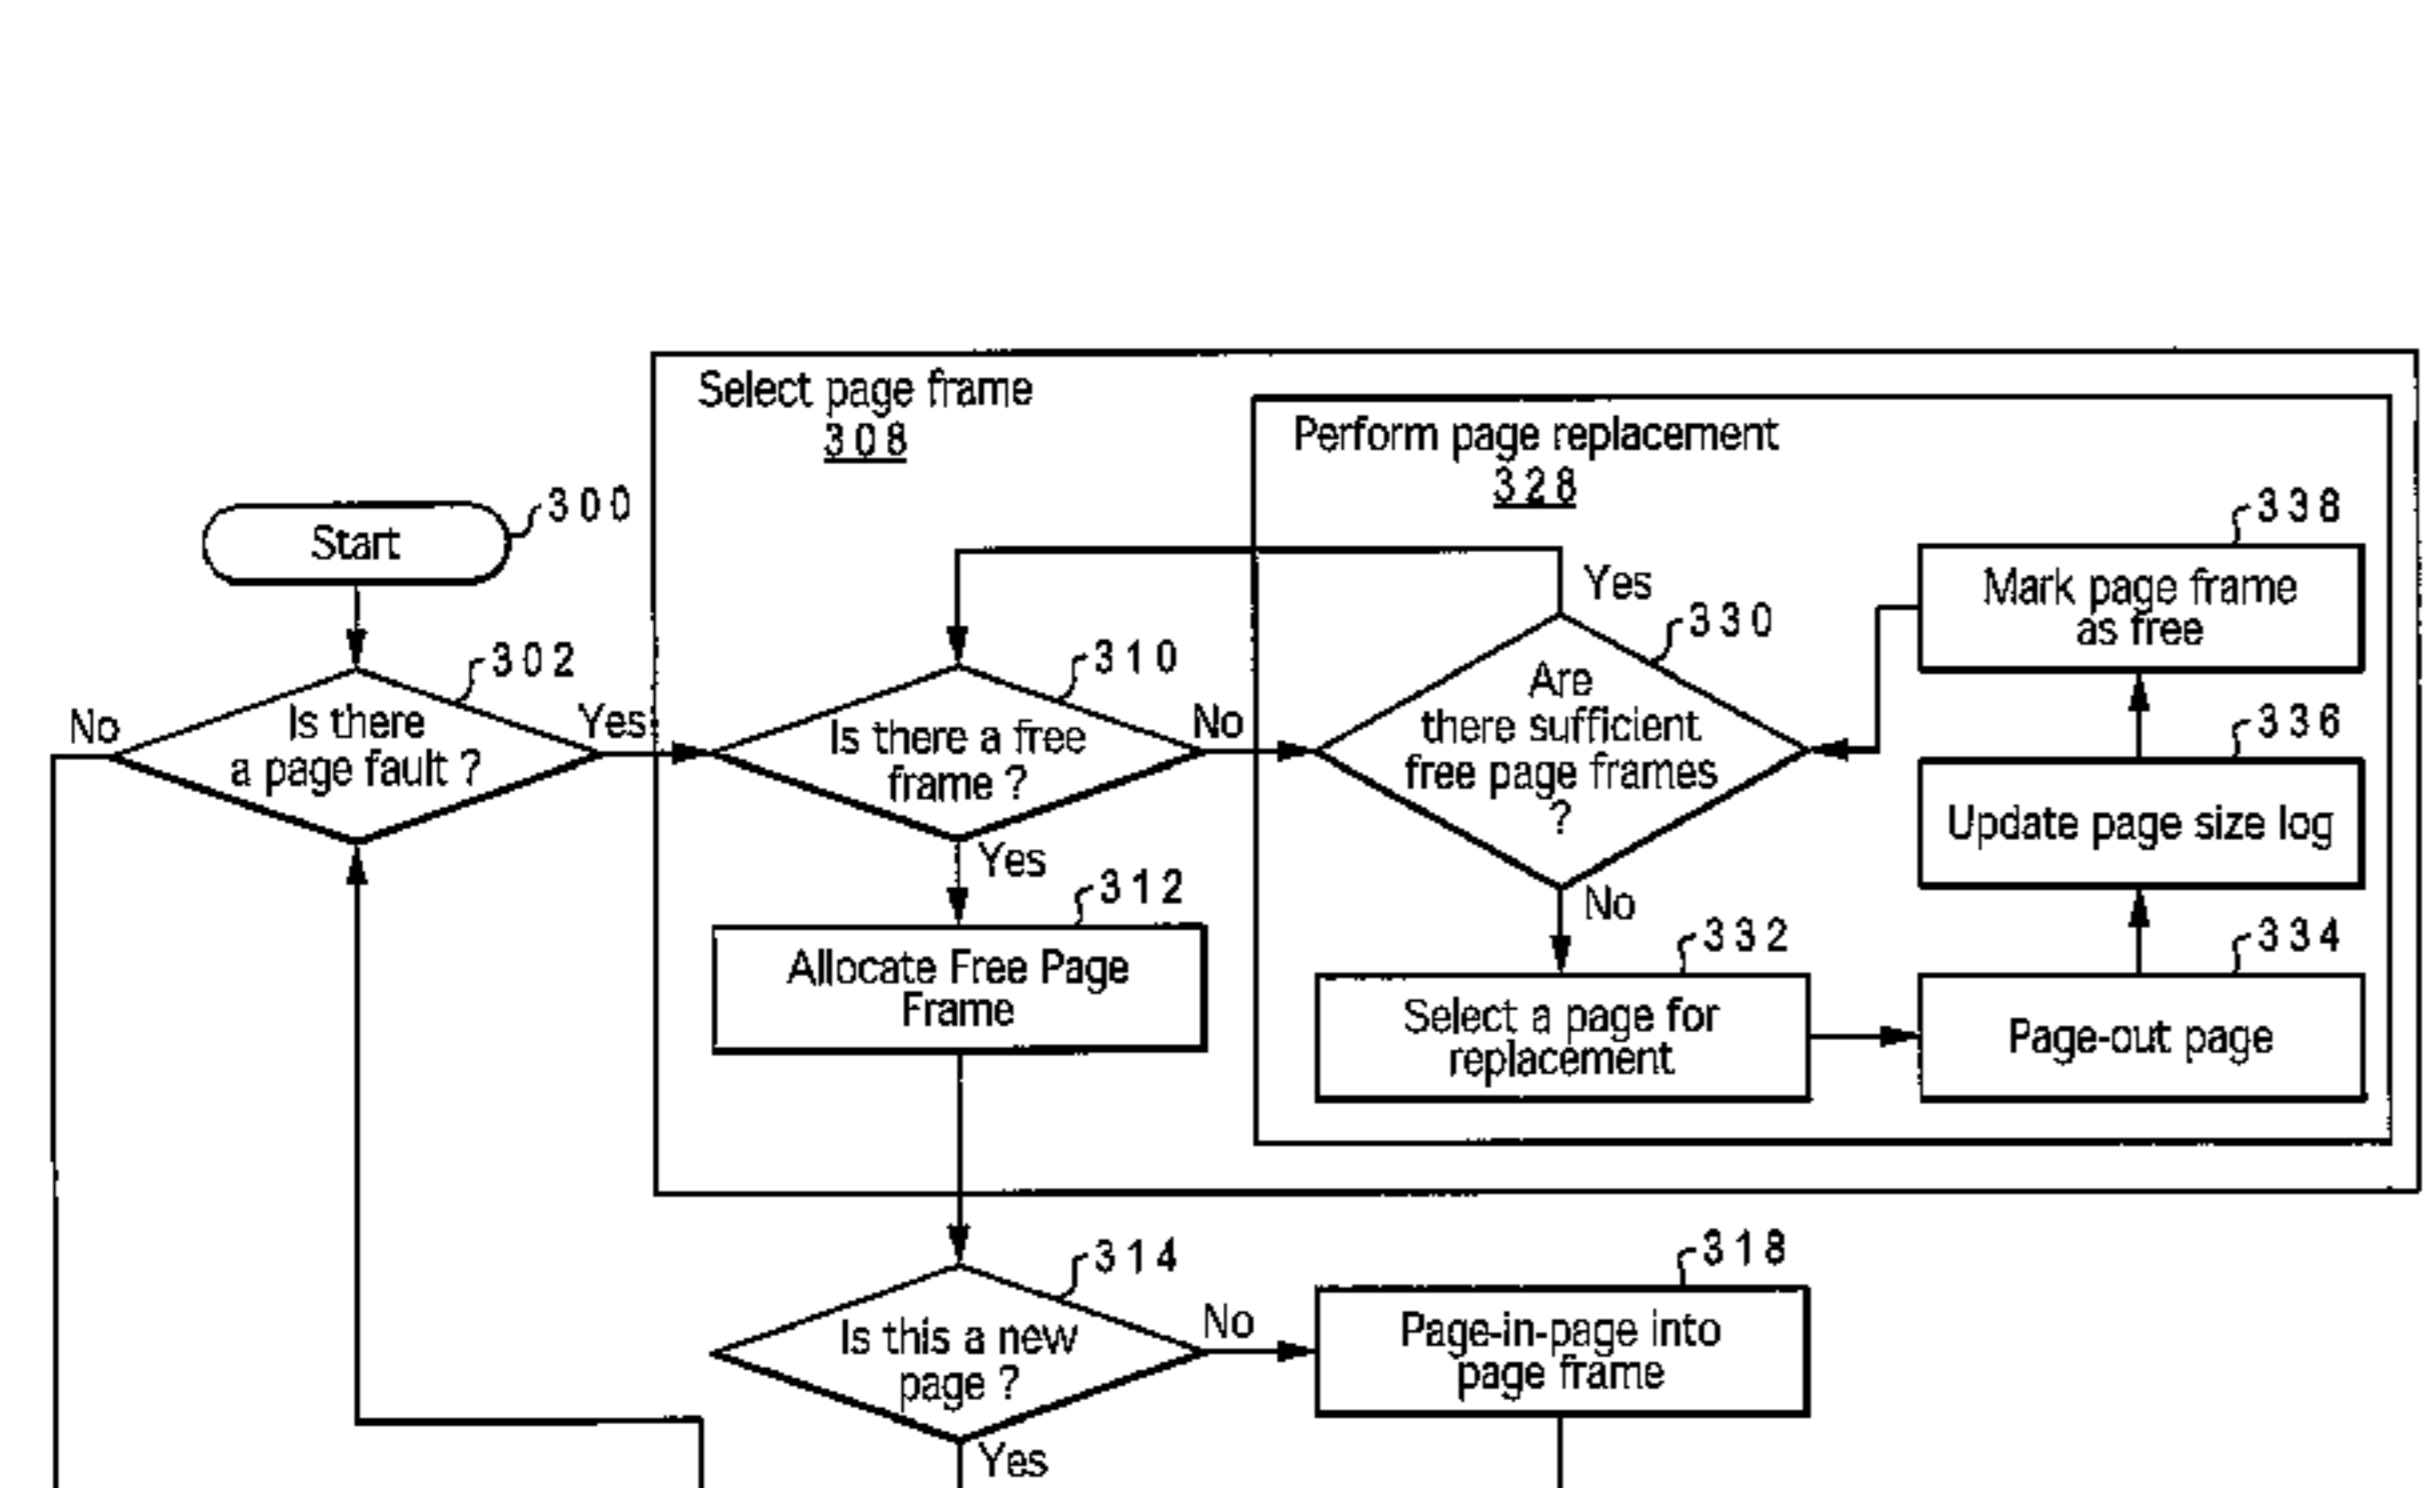 Select page frame
308
Perform page replacement
328
300
Start
338
Mark page frame
as free
302
No
Is there
a page fault ?
Yes
310
Is there a free
frame ?
No
Yes
330
Are
there sufficient
free page frames
?
336
Update page size log
Yes
312
Allocate Free Page
Frame
No
332
Select a page for
replacement
334
Page-out page
314
Is this a new
page ?
No
318
Page-in-page into
page frame
Yes